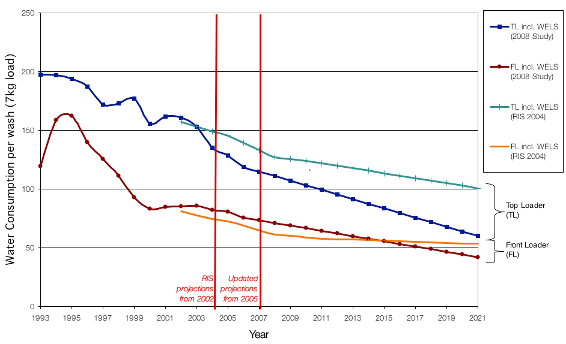 250
200
150
100
50
0
Water Consumption per wash (7kg load)
1993 1995 1997 1999 2001 2003 2005 2007 2009 2011 2013 2015 2017 2019 2021
Year
RIS
projections
from 2002
Updated
projections
from 2005
TL incl. WELS
(2008 Study)
FL incl. WELS
(2008 Study)
TL incl. WELS
(RIS 2004)
FL incl. WELS
(RIS 2004)
Top Loader
(TL)
Front Loader
(FL)